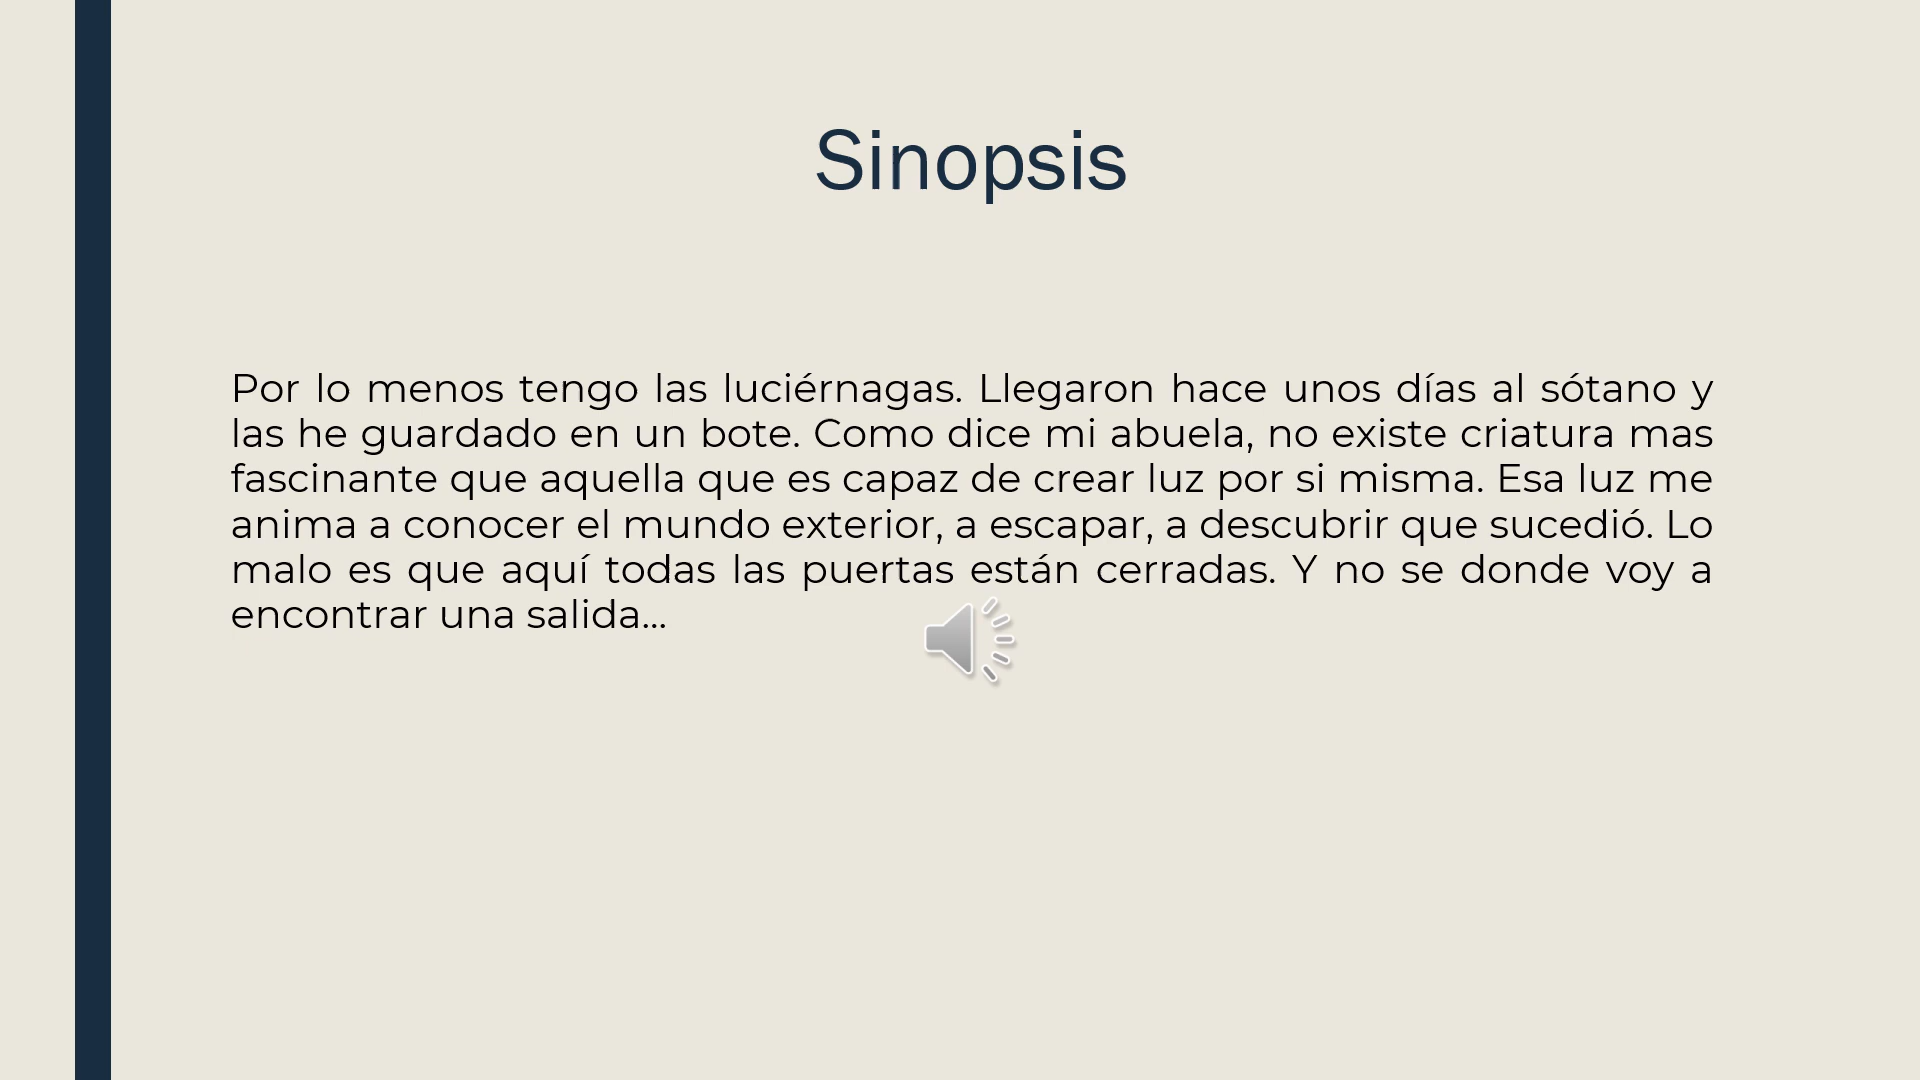 Sinopsis
Por lo menos tengo las luciérnagas. Llegaron hace unos días al sótano y
las he guardado en un bote. Como dice mi abuela, no existe criatura mas
fascinante que aquella que es capaz de crear luz por si misma. Esa luz me
anima a conocer el mundo exterior, a escapar, a descubrir que sucedió. Lo
malo es que aquí todas las puertas están cerradas. Y no se donde voy a
encontrar una salida...